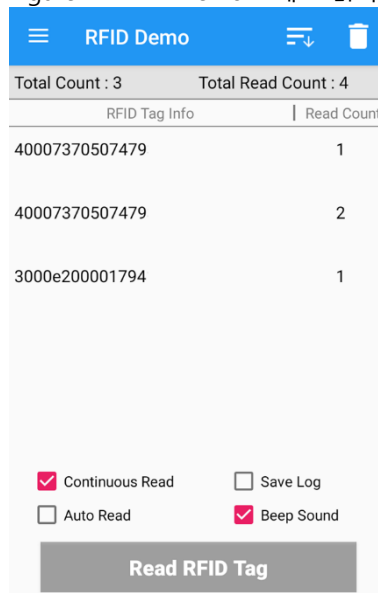 RFID Demo
Total Count : 3 Total Read Count : 4
RFID Tag Info Read Count
40007370507479 1
40007370507479 2
3000e200001794 1
Continuous Read Save Log
Auto Read Beep Sound
Read RFID Tag